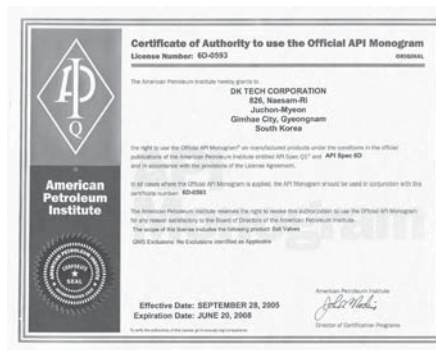 Certificate of Authority to use the Official API Monogram
License Number: 6D-0593
ORIGINAL
The American Petroleum Institute hereby grants to
DK TECH CORPORATION
826, Naesam-Ri
Juchon-Myeon
Gimhae City, Gyeongnam
South Korea
the right to use the Official API Monogram® on manufactured products under the conditions in the official
publications of the American Petroleum Institute entitled API Spec Q1® and API Spec 6D
and in accordance with the provisions of the License Agreement.
In all cases where the Official API Monogram is applied, the API Monogram should be used in conjunction with this
certificate number: 6D-0593
The American Petroleum Institute reserves the right to revoke this authorization to use the Official API Monogram
for any reason satisfactory to the Board of Directors of the American Petroleum Institute.
The scope of this license includes the following product: Ball Valves
QMS Exclusions: No Exclusions Identified as Applicable
API
Q
American
Petroleum
Institute
AMERICAN PETROLEUM INSTITUTE
CORPORATE
SEAL
Effective Date: SEPTEMBER 28, 2005
Expiration Date: JUNE 20, 2008
American Petroleum Institute
Director of Certification Programs